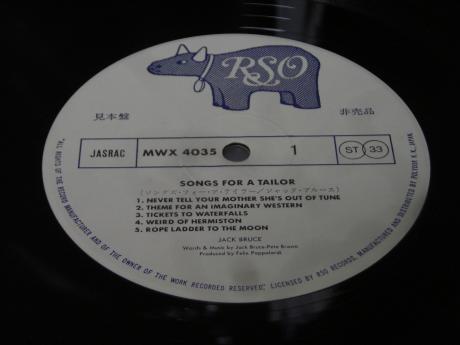 RSO
見本盤
非売品
JASRAC
MWX 4035
1
ST 33
SONGS FOR A TAILOR
(ソングス・フォー・ア・テイラー/ジャック・ブルース)
1. NEVER TELL YOUR MOTHER SHE'S OUT OF TUNE
2. THEME FOR AN IMAGINARY WESTERN
3. TICKETS TO WATERFALLS
4. WEIRD OF HERMISTON
5. ROPE LADDER TO THE MOON
JACK BRUCE
Words & Music by Jack Bruce-Pete Brown
Produced by Felix Pappalardi
"ALL RIGHTS OF THE RECORD MANUFACTURER AND OF THE OWNER OF THE WORK RECORDED RESERVED", LICENSED BY RSO RECORDS, MANUFACTURED AND DISTRIBUTED BY POLYDOR K.K., JAPAN